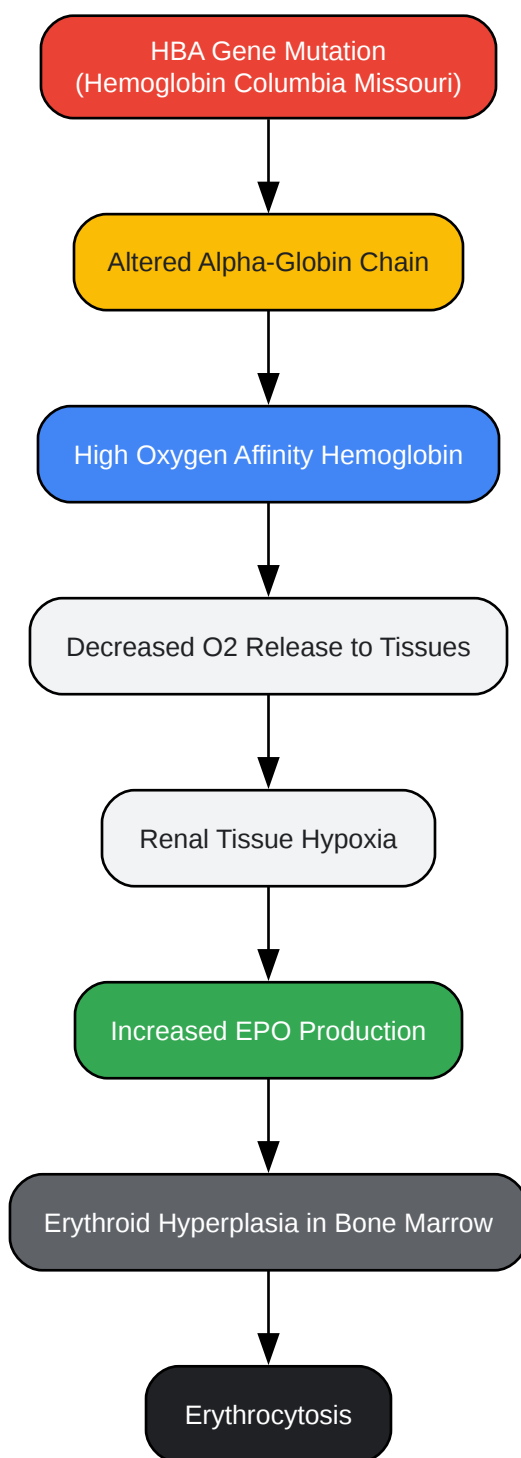 HBA Gene Mutation
(Hemoglobin Columbia Missouri)
Altered Alpha-Globin Chain
High Oxygen Affinity Hemoglobin
Decreased O2 Release to Tissues
Renal Tissue Hypoxia
Increased EPO Production
Erythroid Hyperplasia in Bone Marrow
Erythrocytosis